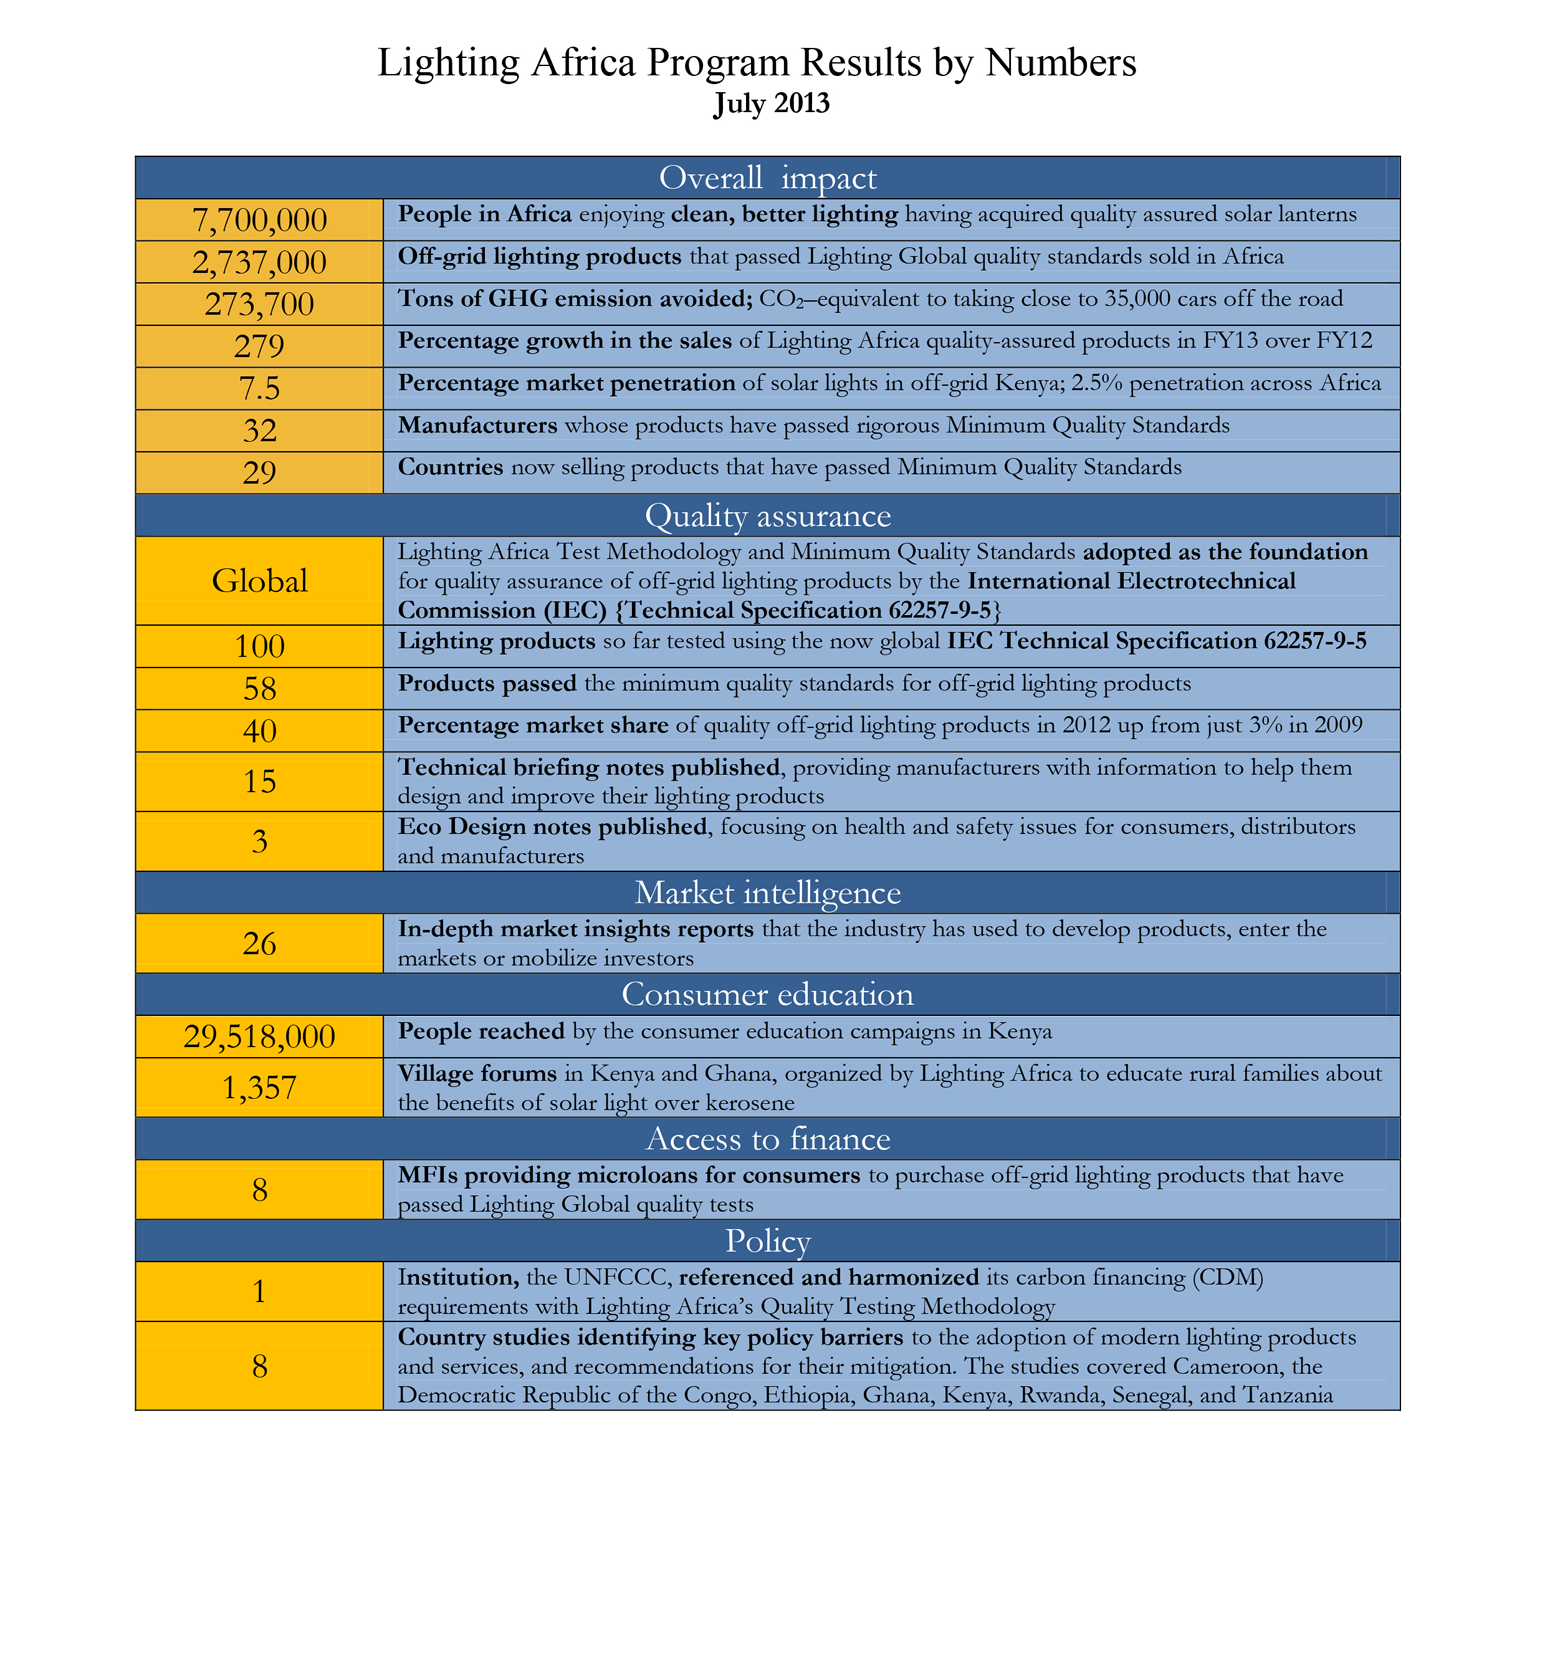 Lighting Africa Program Results by Numbers
July 2013
Overall  impact
7,700,000
People in Africa enjoying clean, better lighting having acquired quality assured solar lanterns
2,737,000
Off-grid lighting products that passed Lighting Global quality standards sold in Africa
273,700
Tons of GHG emission avoided; CO₂–equivalent to taking close to 35,000 cars off the road
279
Percentage growth in the sales of Lighting Africa quality-assured products in FY13 over FY12
7.5
Percentage market penetration of solar lights in off-grid Kenya; 2.5% penetration across Africa
32
Manufacturers whose products have passed rigorous Minimum Quality Standards
29
Countries now selling products that have passed Minimum Quality Standards
Quality assurance
Global
Lighting Africa Test Methodology and Minimum Quality Standards adopted as the foundation
for quality assurance of off-grid lighting products by the International Electrotechnical
Commission (IEC) {Technical Specification 62257-9-5}
100
Lighting products so far tested using the now global IEC Technical Specification 62257-9-5
58
Products passed the minimum quality standards for off-grid lighting products
40
Percentage market share of quality off-grid lighting products in 2012 up from just 3% in 2009
15
Technical briefing notes published, providing manufacturers with information to help them
design and improve their lighting products
3
Eco Design notes published, focusing on health and safety issues for consumers, distributors
and manufacturers
Market intelligence
26
In-depth market insights reports that the industry has used to develop products, enter the
markets or mobilize investors
Consumer education
29,518,000
People reached by the consumer education campaigns in Kenya
1,357
Village forums in Kenya and Ghana, organized by Lighting Africa to educate rural families about
the benefits of solar light over kerosene
Access to finance
8
MFIs providing microloans for consumers to purchase off-grid lighting products that have
passed Lighting Global quality tests
Policy
1
Institution, the UNFCCC, referenced and harmonized its carbon financing (CDM)
requirements with Lighting Africa’s Quality Testing Methodology
8
Country studies identifying key policy barriers to the adoption of modern lighting products
and services, and recommendations for their mitigation. The studies covered Cameroon, the
Democratic Republic of the Congo, Ethiopia, Ghana, Kenya, Rwanda, Senegal, and Tanzania